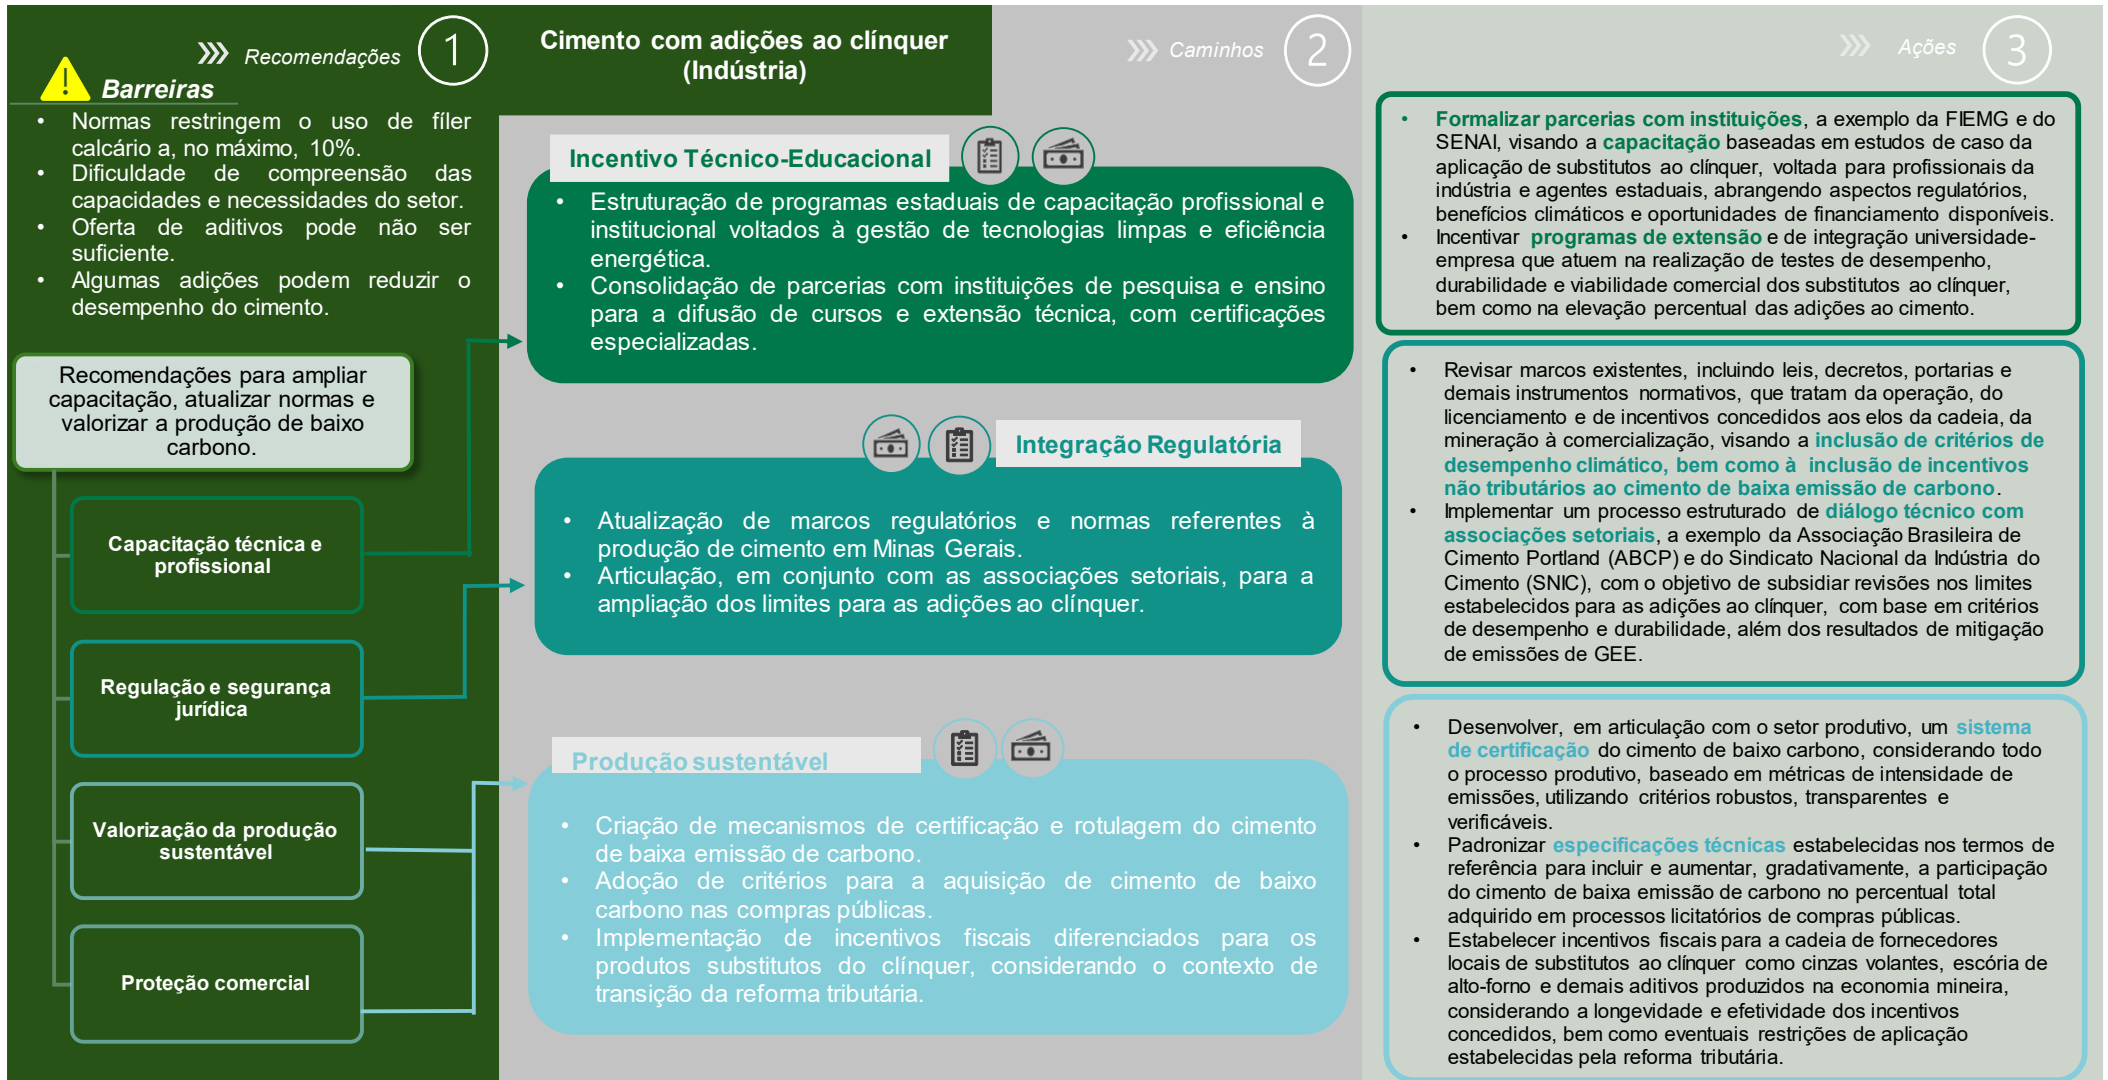 Recomendações
1
Barreiras
• Normas restringem o uso de fíler
calcário a, no máximo, 10%.
• Dificuldade de compreensão das
capacidades e necessidades do setor.
• Oferta de aditivos pode não ser
suficiente.
• Algumas adições podem reduzir o
desempenho do cimento.
Recomendações para ampliar
capacitação, atualizar normas e
valorizar a produção de baixo
carbono.
Capacitação técnica e
profissional
Regulação e segurança
jurídica
Valorização da produção
sustentável
Proteção comercial
Cimento com adições ao clínquer
(Indústria)
Caminhos
2
Incentivo Técnico-Educacional
• Estruturação de programas estaduais de capacitação profissional e
institucional voltados à gestão de tecnologias limpas e eficiência
energética.
• Consolidação de parcerias com instituições de pesquisa e ensino
para a difusão de cursos e extensão técnica, com certificações
especializadas.
Integração Regulatória
• Atualização de marcos regulatórios e normas referentes à
produção de cimento em Minas Gerais.
• Articulação, em conjunto com as associações setoriais, para a
ampliação dos limites para as adições ao clínquer.
Produção sustentável
• Criação de mecanismos de certificação e rotulagem do cimento
de baixa emissão de carbono.
• Adoção de critérios para a aquisição de cimento de baixo
carbono nas compras públicas.
• Implementação de incentivos fiscais diferenciados para os
produtos substitutos do clínquer, considerando o contexto de
transição da reforma tributária.
Ações
3
• Formalizar parcerias com instituições, a exemplo da FIEMG e do
SENAI, visando a capacitação baseadas em estudos de caso da
aplicação de substitutos ao clínquer, voltada para profissionais da
indústria e agentes estaduais, abrangendo aspectos regulatórios,
benefícios climáticos e oportunidades de financiamento disponíveis.
• Incentivar programas de extensão e de integração universidade-
empresa que atuem na realização de testes de desempenho,
durabilidade e viabilidade comercial dos substitutos ao clínquer,
bem como na elevação percentual das adições ao cimento.
• Revisar marcos existentes, incluindo leis, decretos, portarias e
demais instrumentos normativos, que tratam da operação, do
licenciamento e de incentivos concedidos aos elos da cadeia, da
mineração à comercialização, visando a inclusão de critérios de
desempenho climático, bem como à inclusão de incentivos
não tributários ao cimento de baixa emissão de carbono.
• Implementar um processo estruturado de diálogo técnico com
associações setoriais, a exemplo da Associação Brasileira de
Cimento Portland (ABCP) e do Sindicato Nacional da Indústria do
Cimento (SNIC), com o objetivo de subsidiar revisões nos limites
estabelecidos para as adições ao clínquer, com base em critérios
de desempenho e durabilidade, além dos resultados de mitigação
de emissões de GEE.
• Desenvolver, em articulação com o setor produtivo, um sistema
de certificação do cimento de baixo carbono, considerando todo
o processo produtivo, baseado em métricas de intensidade de
emissões, utilizando critérios robustos, transparentes e
verificáveis.
• Padronizar especificações técnicas estabelecidas nos termos de
referência para incluir e aumentar, gradativamente, a participação
do cimento de baixa emissão de carbono no percentual total
adquirido em processos licitatórios de compras públicas.
• Estabelecer incentivos fiscais para a cadeia de fornecedores
locais de substitutos ao clínquer como cinzas volantes, escória de
alto-forno e demais aditivos produzidos na economia mineira,
considerando a longevidade e efetividade dos incentivos
concedidos, bem como eventuais restrições de aplicação
estabelecidas pela reforma tributária.